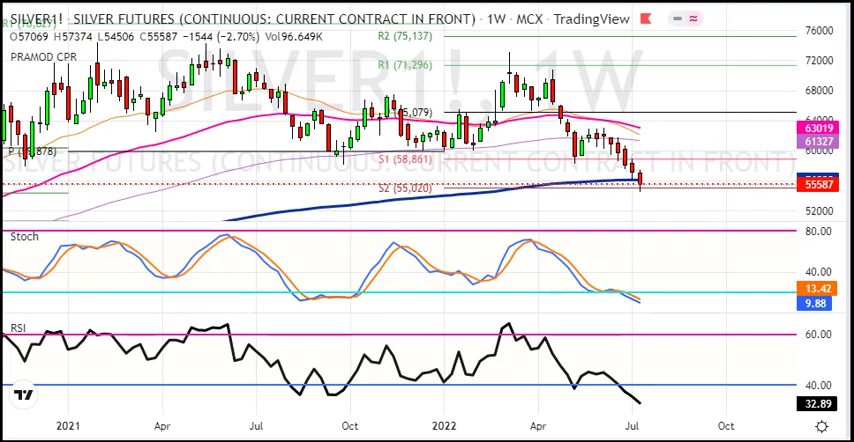 SILVER1! · SILVER FUTURES (CONTINUOUS: CURRENT CONTRACT IN FRONT) · 1W · MCX · TradingView
O57069 H57374 L54506 C55587 −1544 (−2.70%) Vol96.649K
PRAMOD CPR
SILVER1!, 1W
SILVER FUTURES (CONTINUOUS: CURRENT CONTRACT IN FRONT)
R2 (75,137)
R1 (71,296)
S1 (58,861)
S2 (55,020)
76000
72000
68000
64000
63019
61327
60000
55587
52000
Stoch
80.00
40.00
13.42
9.88
RSI
60.00
40.00
32.89
2021
Apr
Jul
Oct
2022
Apr
Jul
Oct